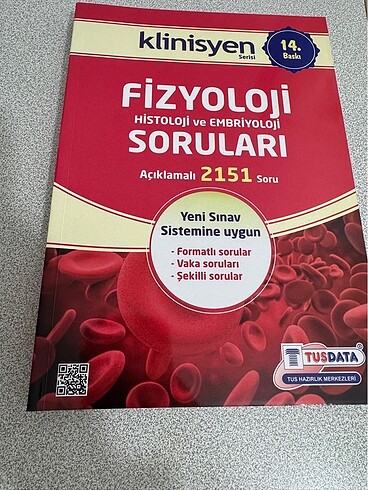 klinisyen
Serisi
14.
Baskı
FİZYOLOJİ
HİSTOLOJİ ve EMBRİYOLOJİ
SORULARI
Açıklamalı 2151 Soru
Yeni Sınav
Sistemine uygun
- Formatlı sorular
- Vaka soruları
- Şekilli sorular
TUSDATA
TUS HAZIRLIK MERKEZLERİ